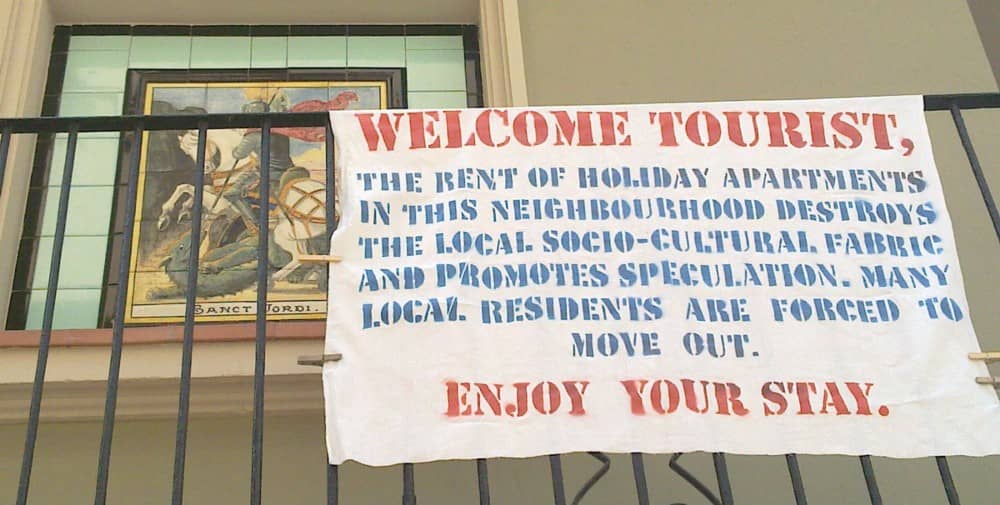 SANCT JORDI.
WELCOME TOURIST,
THE RENT OF HOLIDAY APARTMENTS
IN THIS NEIGHBOURHOOD DESTROYS
THE LOCAL SOCIO-CULTURAL FABRIC
AND PROMOTES SPECULATION. MANY
LOCAL RESIDENTS ARE FORCED TO
MOVE OUT.
ENJOY YOUR STAY.